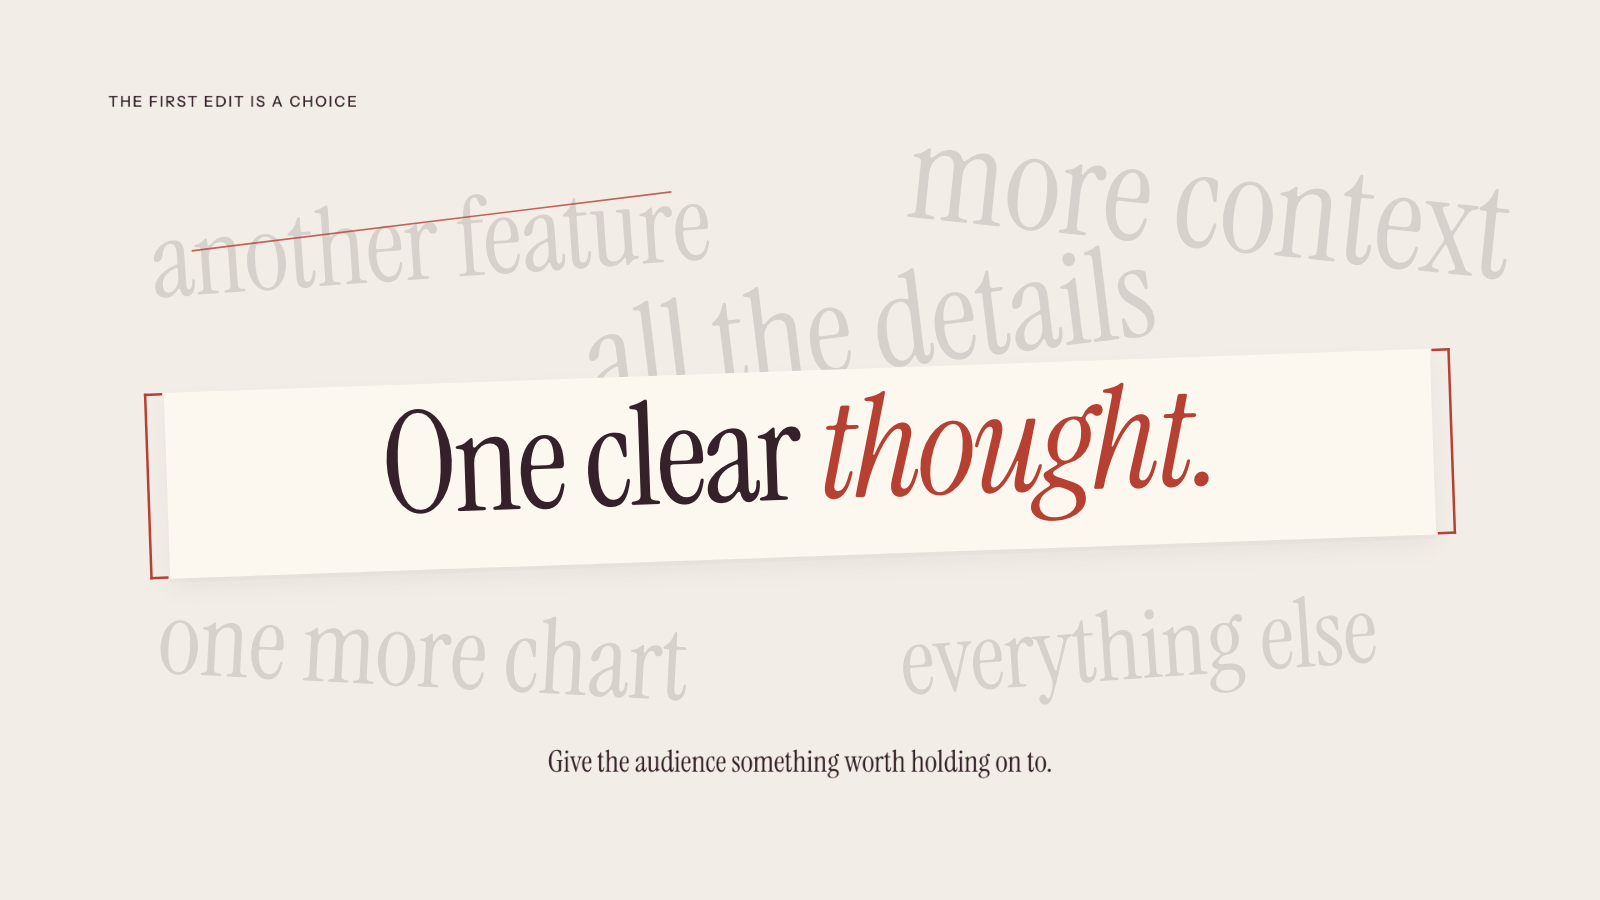 THE FIRST EDIT IS A CHOICE
another feature
more context
all the details
One clear thought.
one more chart
everything else
Give the audience something worth holding on to.